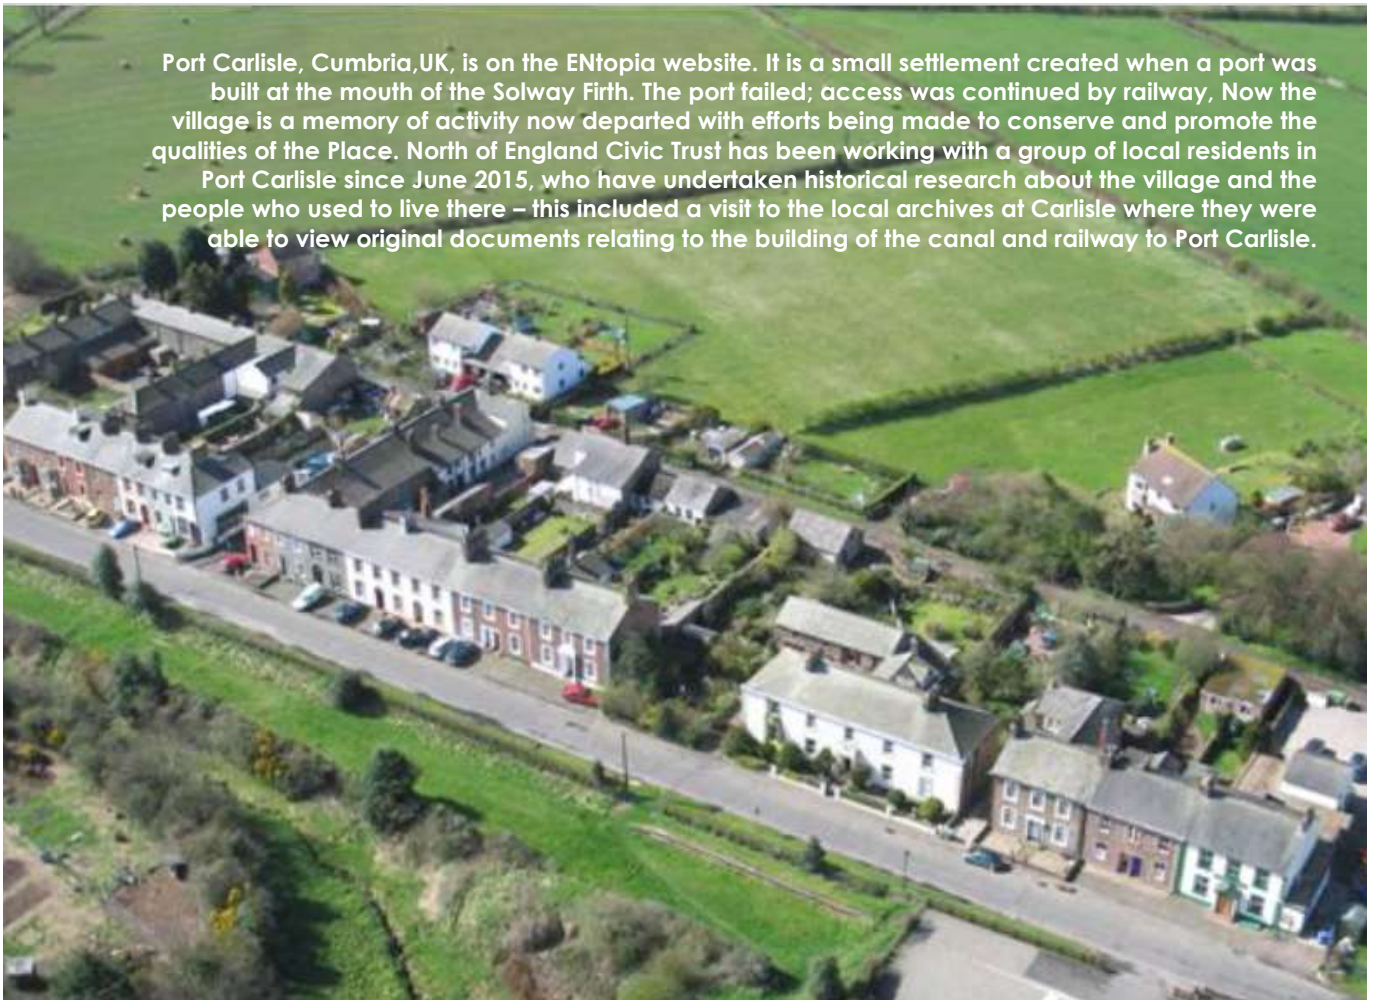 Port Carlisle, Cumbria,UK, is on the ENtopia website. It is a small settlement created when a port was
built at the mouth of the Solway Firth. The port failed; access was continued by railway, Now the
village is a memory of activity now departed with efforts being made to conserve and promote the
qualities of the Place. North of England Civic Trust has been working with a group of local residents in
Port Carlisle since June 2015, who have undertaken historical research about the village and the
people who used to live there – this included a visit to the local archives at Carlisle where they were
able to view original documents relating to the building of the canal and railway to Port Carlisle.